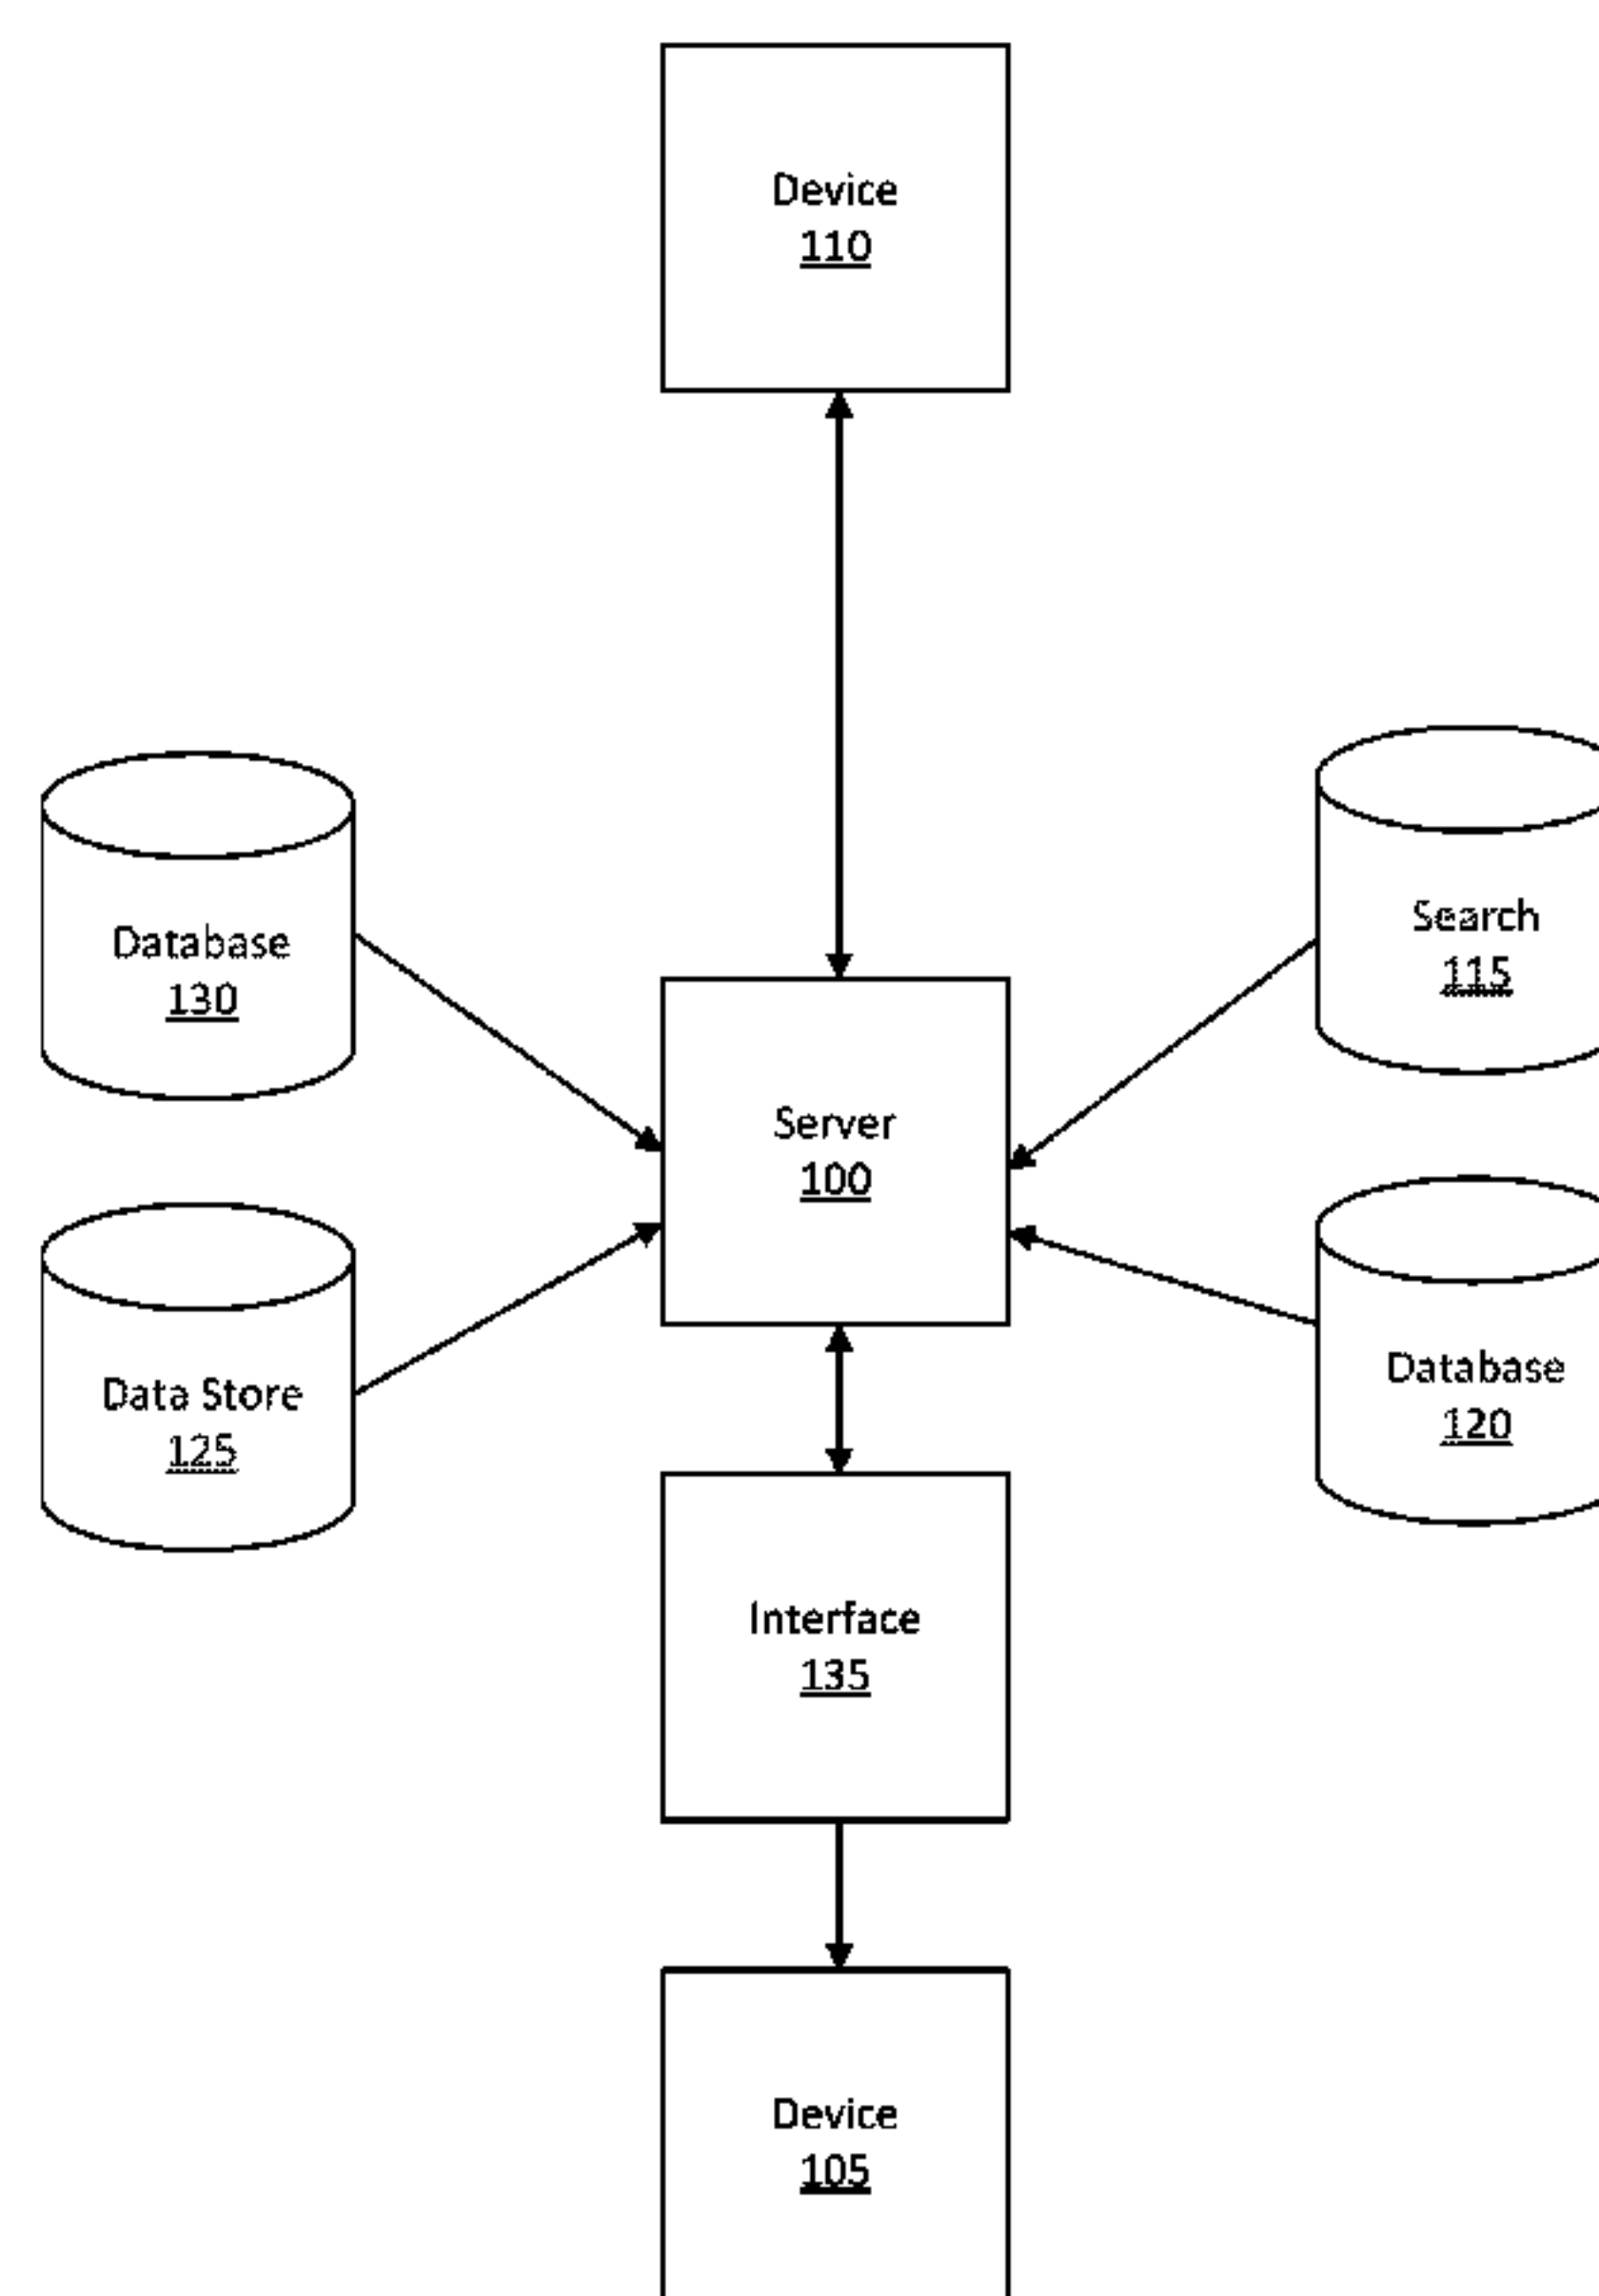 Device
110
Database
130
Search
115
Server
100
Data Store
125
Database
120
Interface
135
Device
105